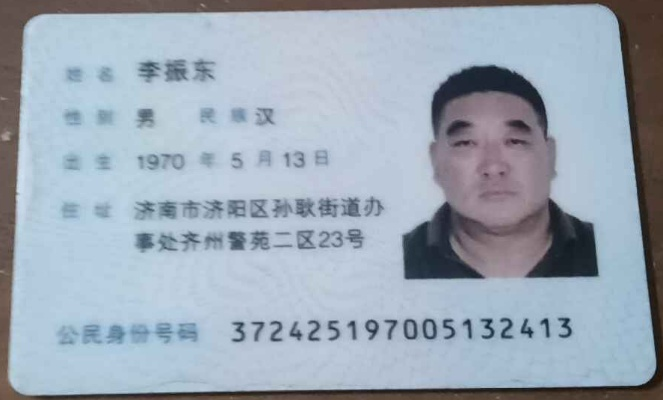 姓名 李振东
性别 男 民族 汉
出生 1970 年 5 月 13 日
住址 济南市济阳区孙耿街道办
事处齐州警苑二区23号
公民身份号码 372425197005132413